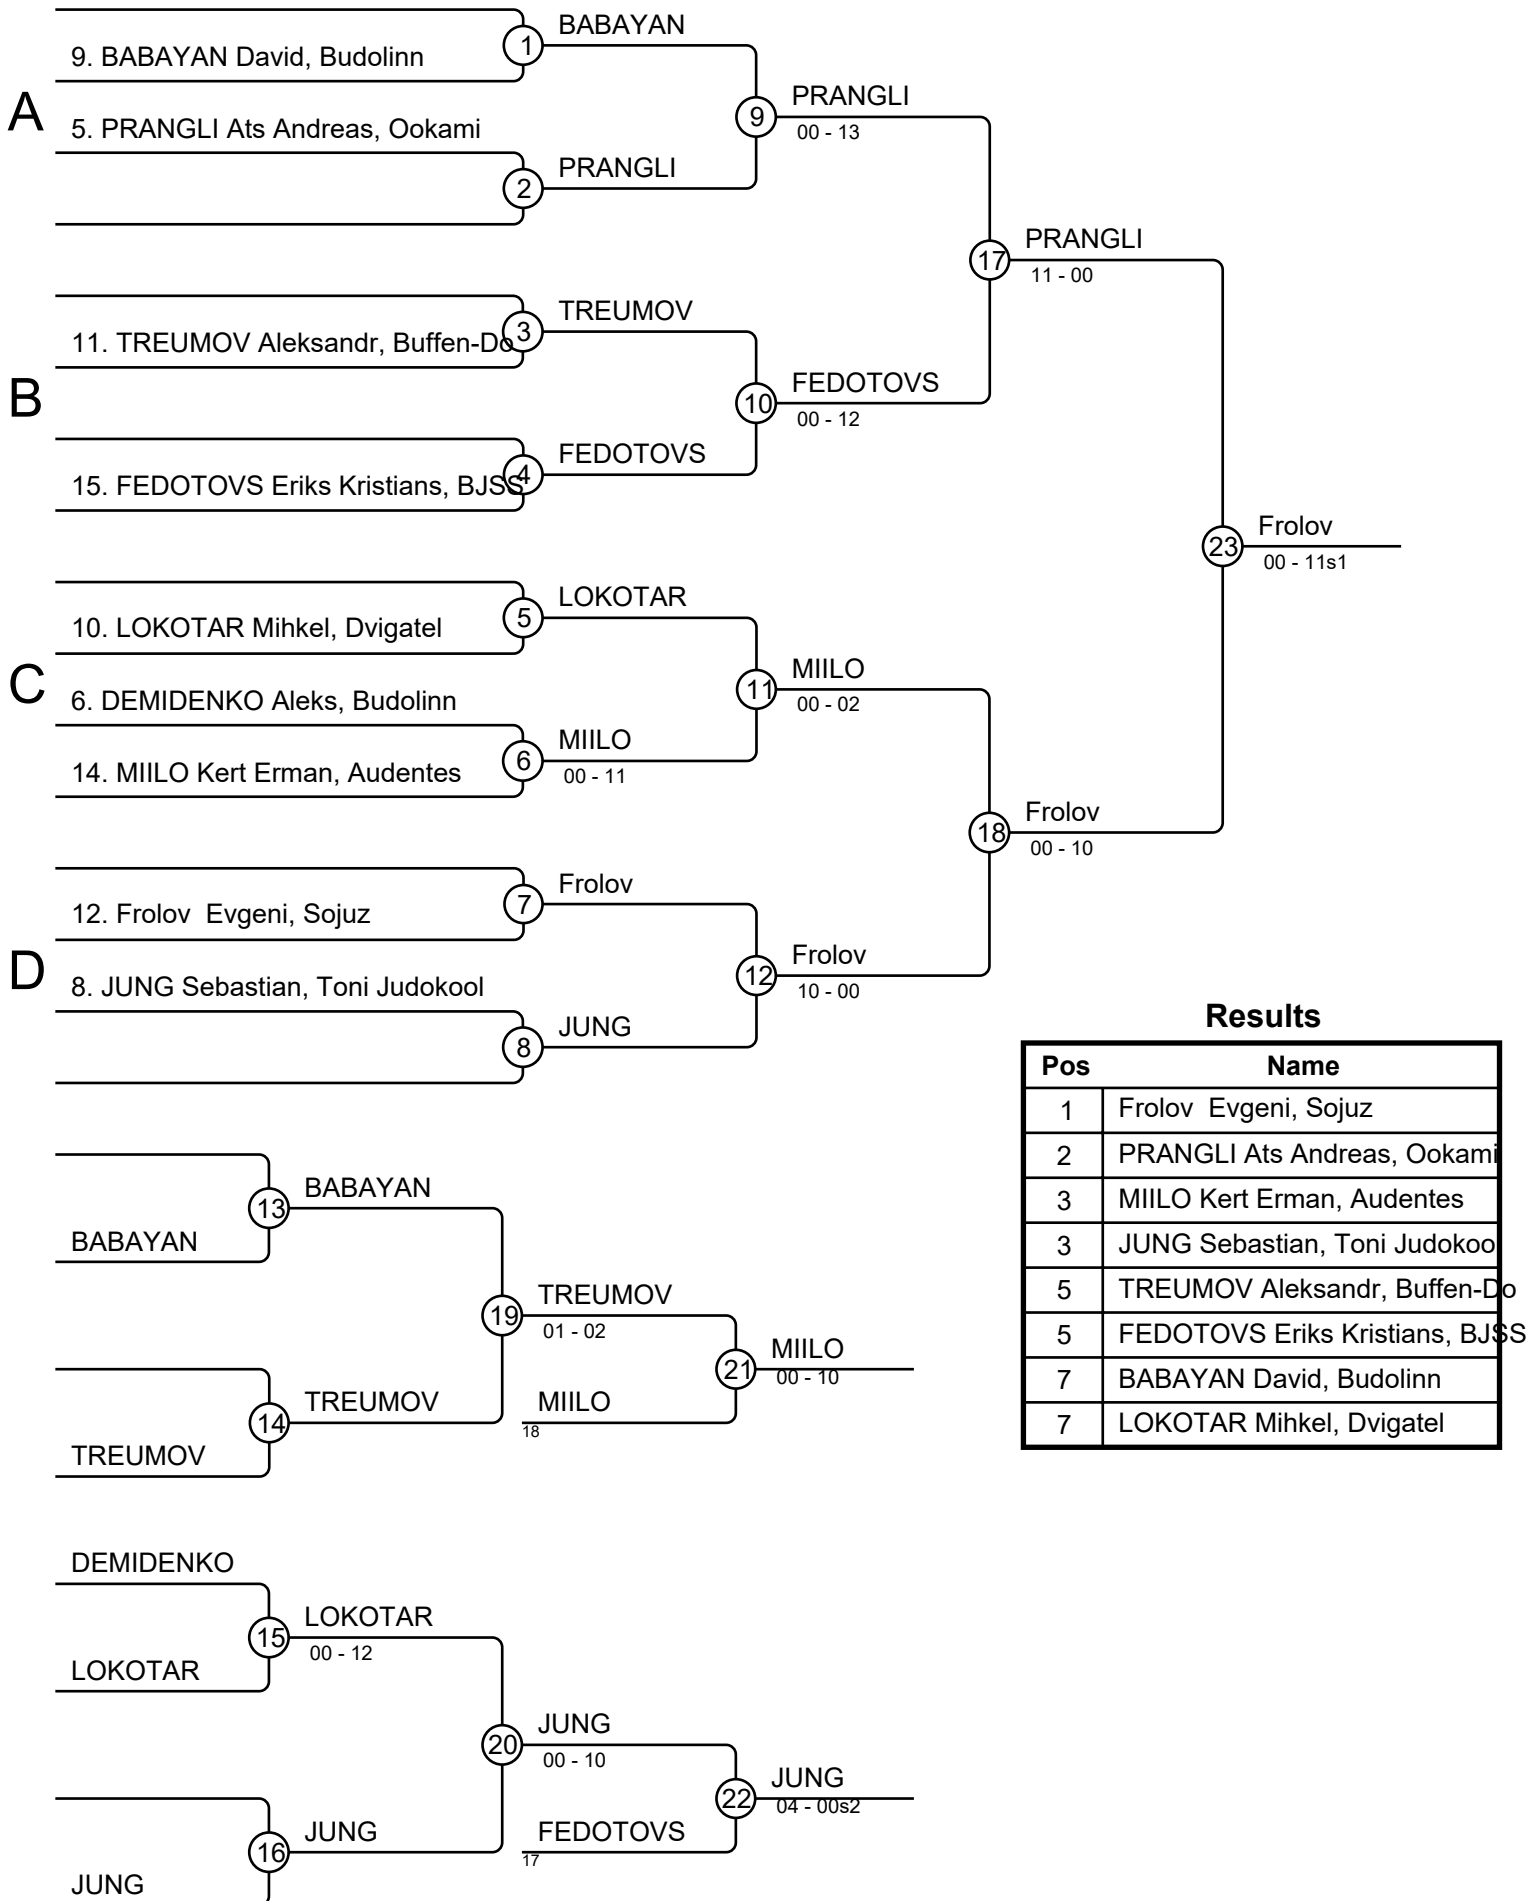 BABAYAN
1
9. BABAYAN David, Budolinn
PRANGLI
A
9
00 - 13
5. PRANGLI Ats Andreas, Ookami
PRANGLI
2
PRANGLI
17
11 - 00
TREUMOV
3
11. TREUMOV Aleksandr, Buffen-Do
FEDOTOVS
B
10
00 - 12
FEDOTOVS
4
15. FEDOTOVS Eriks Kristians, BJSS
Frolov
23
00 - 11s1
LOKOTAR
5
10. LOKOTAR Mihkel, Dvigatel
MIILO
C
11
00 - 02
6. DEMIDENKO Aleks, Budolinn
MIILO
6
00 - 11
14. MIILO Kert Erman, Audentes
Frolov
18
00 - 10
Frolov
7
12. Frolov  Evgeni, Sojuz
Frolov
D
12
10 - 00
8. JUNG Sebastian, Toni Judokool
JUNG
8
Results
Pos Name
1 Frolov  Evgeni, Sojuz
2 PRANGLI Ats Andreas, Ookami
3 MIILO Kert Erman, Audentes
3 JUNG Sebastian, Toni Judokoo
5 TREUMOV Aleksandr, Buffen-Do
5 FEDOTOVS Eriks Kristians, BJSS
7 BABAYAN David, Budolinn
7 LOKOTAR Mihkel, Dvigatel
BABAYAN
13
BABAYAN
TREUMOV
19
01 - 02
MIILO
21
00 - 10
TREUMOV
14
MIILO
18
TREUMOV
DEMIDENKO
LOKOTAR
15
00 - 12
LOKOTAR
JUNG
20
00 - 10
JUNG
22
04 - 00s2
JUNG
16
FEDOTOVS
17
JUNG